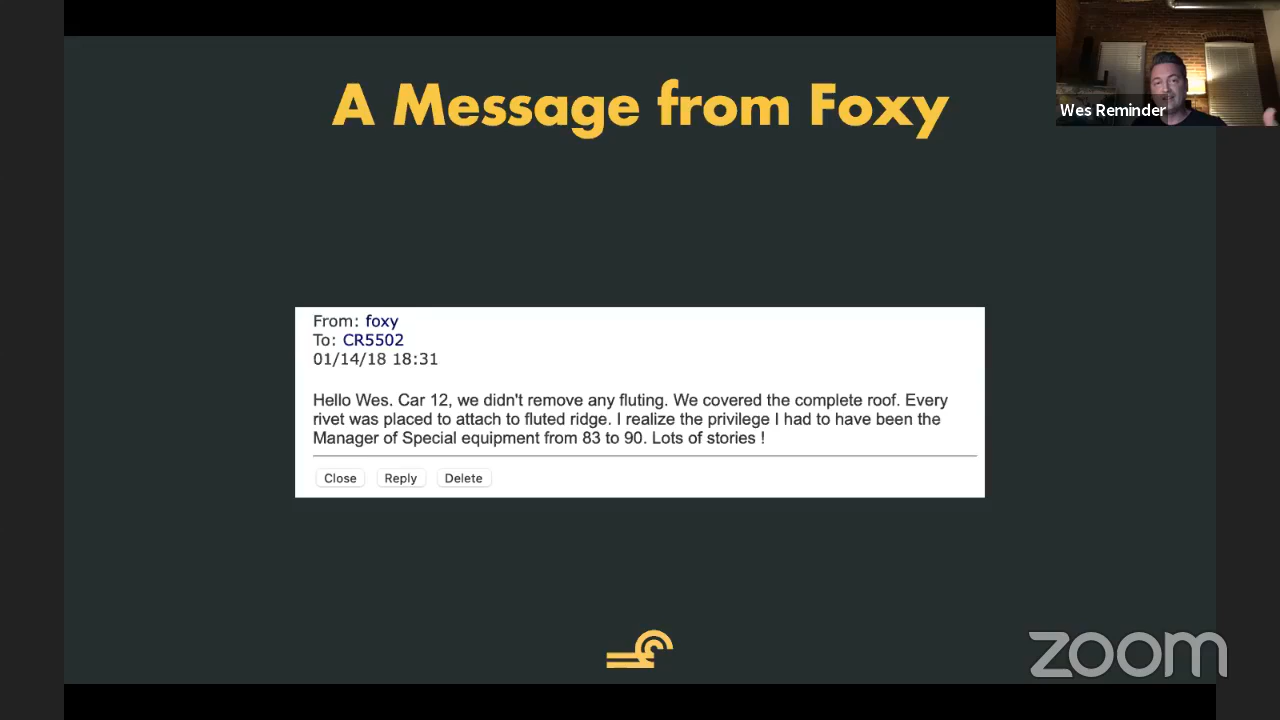 A Message from Foxy
Wes Reminder
From: foxy
To: CR5502
01/14/18 18:31
Hello Wes. Car 12, we didn't remove any fluting. We covered the complete roof. Every
rivet was placed to attach to fluted ridge. I realize the privilege I had to have been the
Manager of Special equipment from 83 to 90. Lots of stories !
Close Reply Delete
zoom